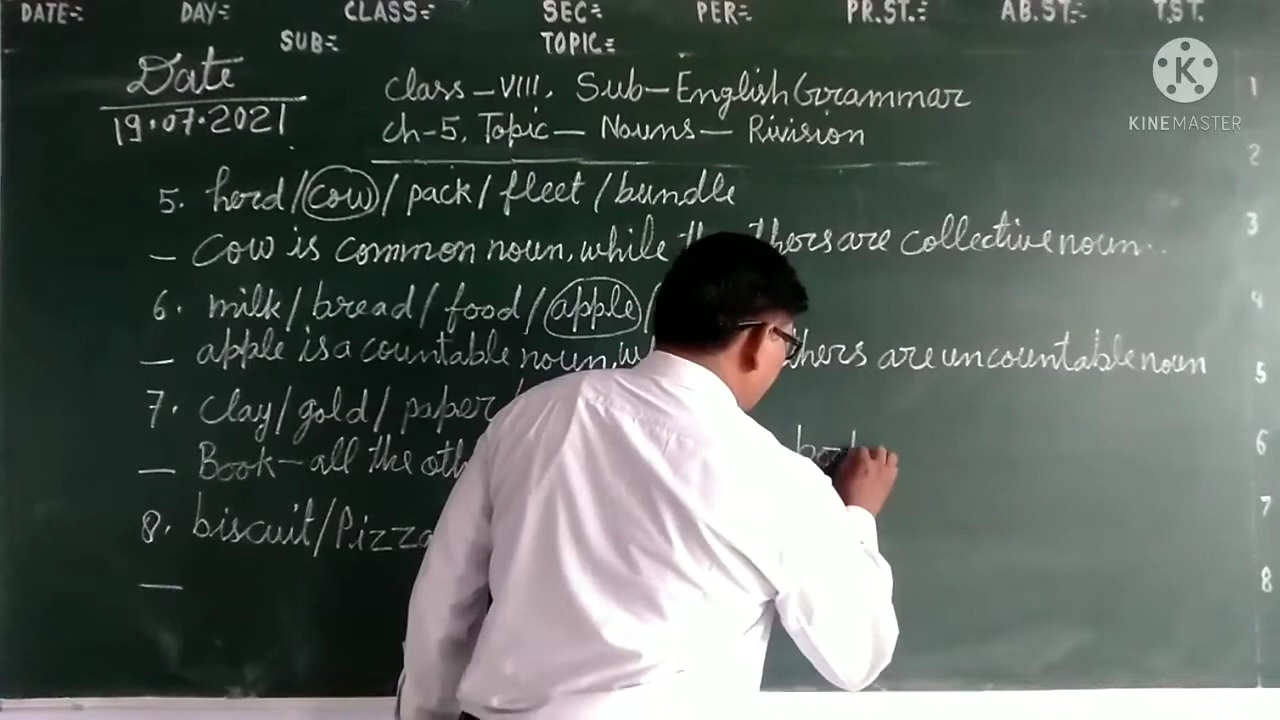 DATE-: DAY-: CLASS-: SEC-: PER-: PR.ST.-: AB.ST-: T.ST.
SUB-: TOPIC-:
Date
19.07.2021
Class-VIII, Sub-English Grammar
Ch-5, Topic- Nouns- Rivision
KINEMASTER
5. herd/cow/pack/fleet/bundle
- Cow is common noun, while others are collective noun.
6. milk/bread/food/apple/
- apple is a countable noun, others are uncountable noun
7. Clay/gold/paper
- Book-all the
8. biscuit/Pizza
-
1
2
3
4
5
6
7
8